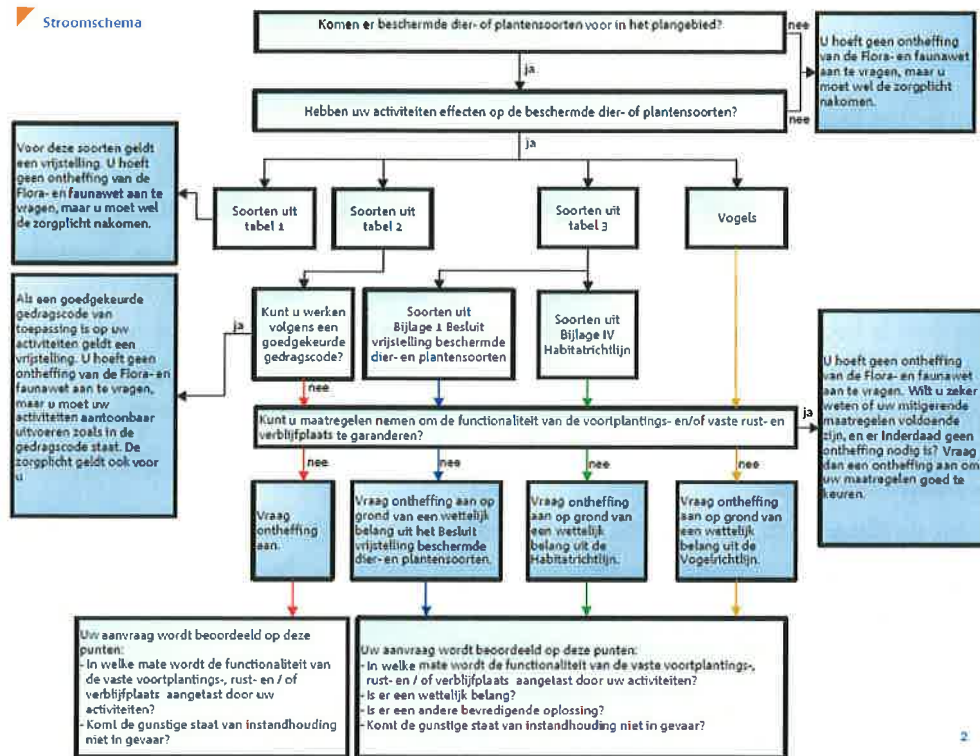 Stroomschema
Komen er beschermde dier- of plantensoorten voor in het plangebied?
nee
U hoeft geen ontheffing
van de Flora- en faunawet
aan te vragen, maar u
moet wel de zorgplicht
nakomen.
ja
Hebben uw activiteiten effecten op de beschermde dier- of plantensoorten?
nee
ja
Voor deze soorten geldt
een vrijstelling. U hoeft
geen ontheffing van de
Flora- en faunawet aan te
vragen, maar u moet wel
de zorgplicht nakomen.
Soorten uit
tabel 1
Soorten uit
tabel 2
Soorten uit
tabel 3
Vogels
Als een goedgekeurde
gedragscode van
toepassing is op uw
activiteiten geldt een
vrijstelling. U hoeft geen
ontheffing van de Flora- en
faunawet aan te vragen,
maar u moet uw
activiteiten aantoonbaar
uitvoeren zoals in de
gedragscode staat. De
zorgplicht geldt ook voor
u
ja
Kunt u werken
volgens een
goedgekeurde
gedragscode?
Soorten uit
Bijlage 1 Besluit
vrijstelling beschermde
dier- en plantensoorten
Soorten uit
Bijlage IV
Habitatrichtlijn
nee
Kunt u maatregelen nemen om de functionaliteit van de voortplantings- en/of vaste rust- en
verblijfplaats te garanderen?
ja
U hoeft geen ontheffing
van de Flora- en faunawet
aan te vragen. Wilt u zeker
weten of uw mitigerende
maatregelen voldoende
zijn, en er Inderdaad geen
ontheffing nodig is? Vraag
dan een ontheffing aan om
uw maatregelen goed te
keuren.
nee
nee
nee
nee
Vraag
ontheffing
aan.
Vraag ontheffing aan op
grond van een wettelijk
belang uit het Besluit
vrijstelling beschermde
dier- en plantensoorten.
Vraag ontheffing
aan op grond van
een wettelijk
belang uit de
Habitatrichtlijn.
Vraag ontheffing
aan op grond van
een wettelijk
belang uit de
Vogelrichtlijn.
Uw aanvraag wordt beoordeeld op deze
punten:
- In welke mate wordt de functionaliteit van
de vaste voortplantings-, rust- en / of
verblijfplaats aangetast door uw
activiteiten?
- Komt de gunstige staat van instandhouding
niet in gevaar?
Uw aanvraag wordt beoordeeld op deze punten:
- In welke mate wordt de functionaliteit van de vaste voortplantings-,
rust- en / of verblijfplaats aangetast door uw activiteiten?
- Is er een wettelijk belang?
- Is er een andere bevredigende oplossing?
- Komt de gunstige staat van instandhouding niet in gevaar?
2